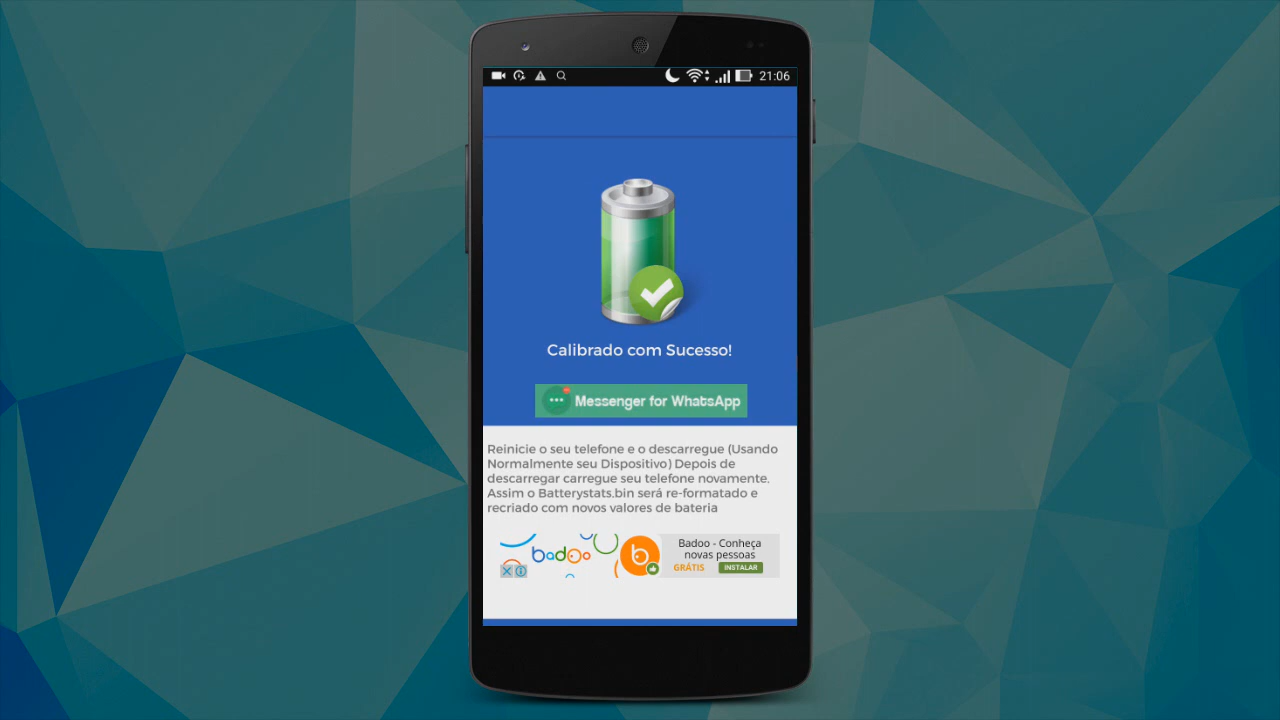 21:06
Calibrado com Sucesso!
Messenger for WhatsApp
Reinicie o seu telefone e o descarregue (Usando
Normalmente seu Dispositivo) Depois de
descarregar carregue seu telefone novamente.
Assim o Batterystats.bin será re-formatado e
recriado com novos valores de bateria
badoo
b
Badoo - Conheça
novas pessoas
GRÁTIS INSTALAR